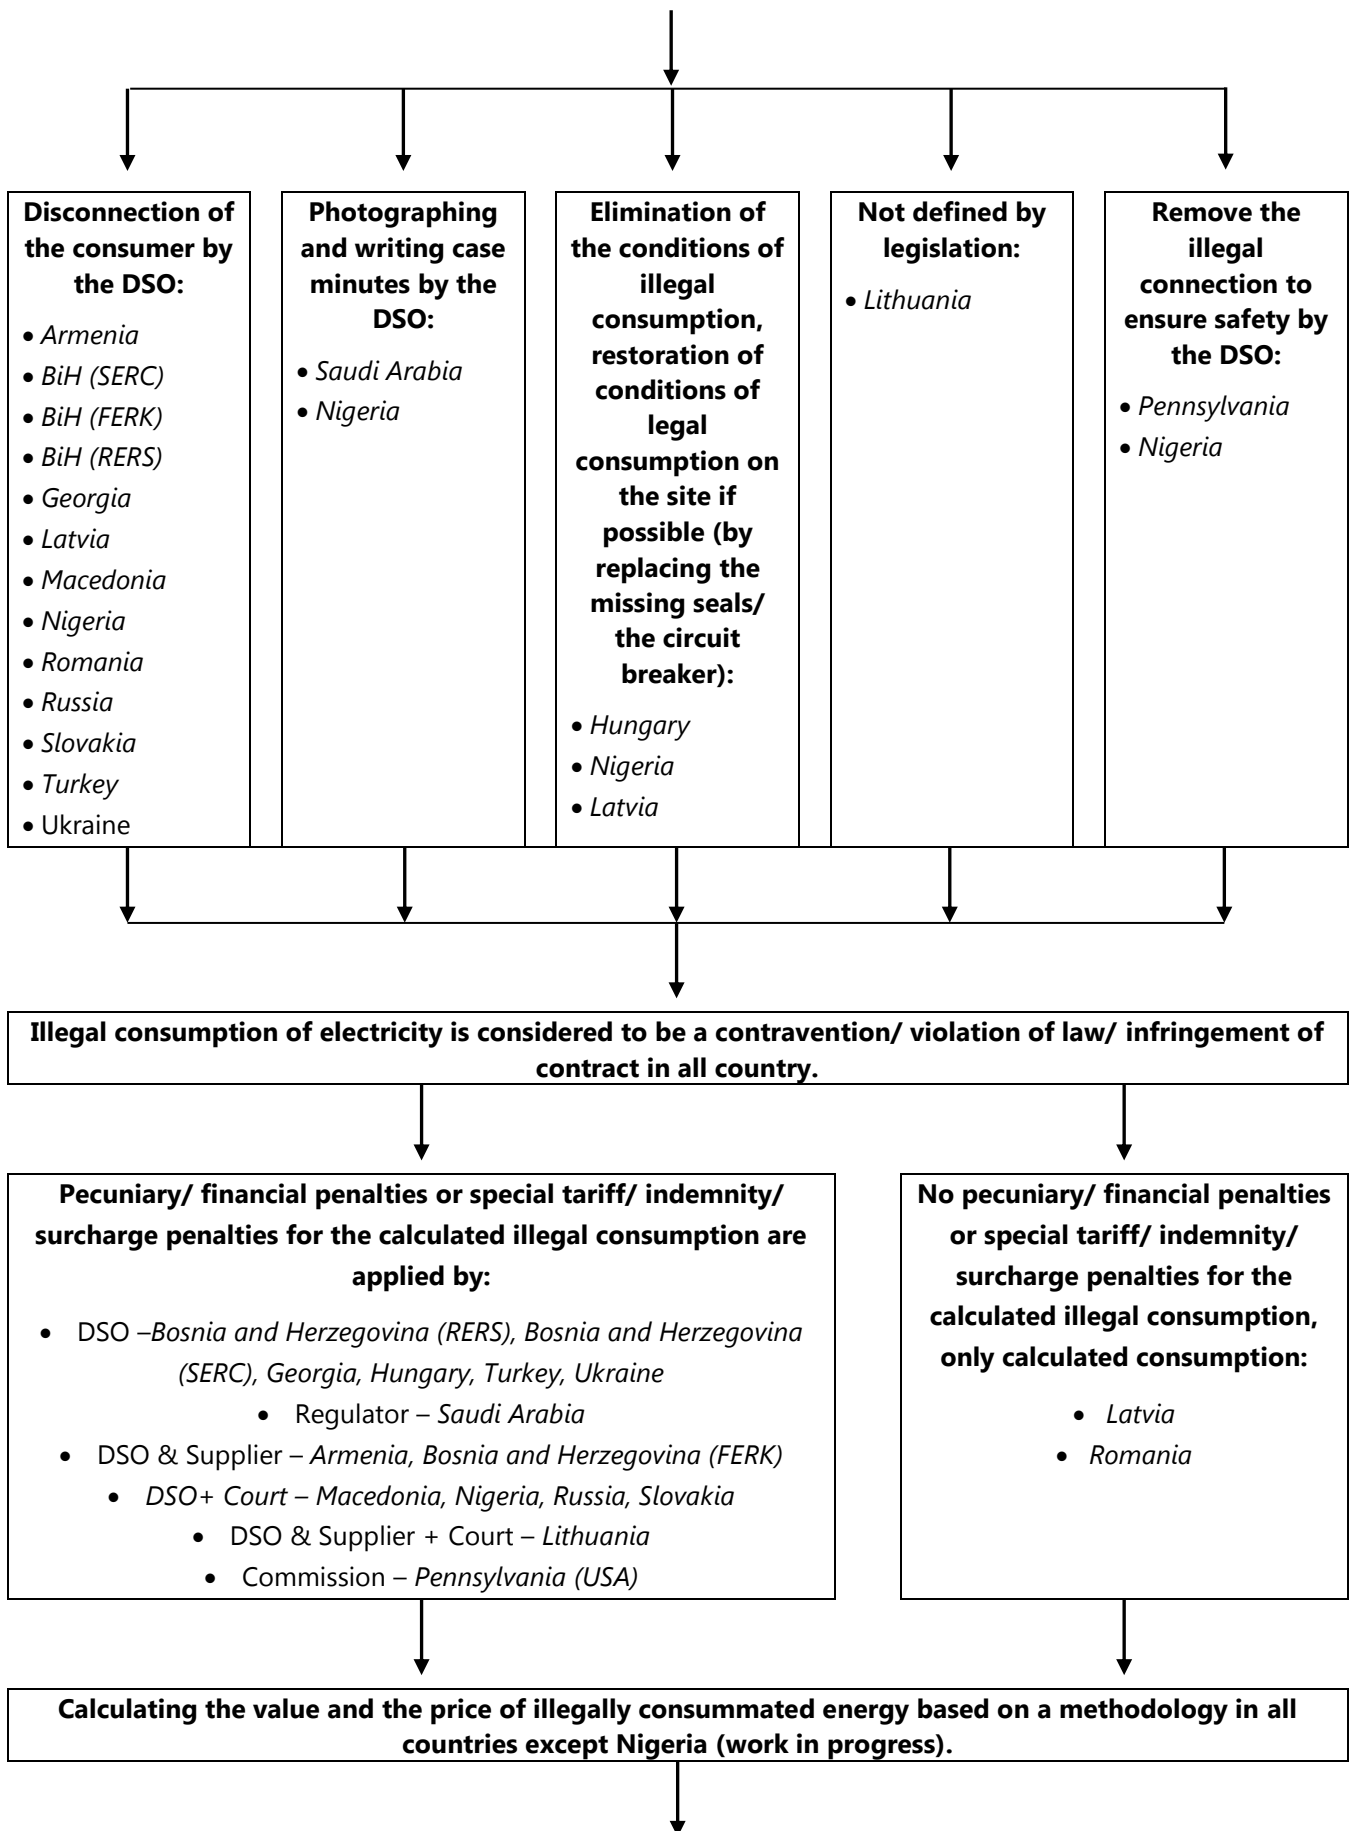 Disconnection of
the consumer by
the DSO:
• Armenia
• BiH (SERC)
• BiH (FERK)
• BiH (RERS)
• Georgia
• Latvia
• Macedonia
• Nigeria
• Romania
• Russia
• Slovakia
• Turkey
• Ukraine
Photographing
and writing case
minutes by the
DSO:
• Saudi Arabia
• Nigeria
Elimination of
the conditions of
illegal
consumption,
restoration of
conditions of
legal
consumption on
the site if
possible (by
replacing the
missing seals/
the circuit
breaker):
• Hungary
• Nigeria
• Latvia
Not defined by
legislation:
• Lithuania
Remove the
illegal
connection to
ensure safety by
the DSO:
• Pennsylvania
• Nigeria
Illegal consumption of electricity is considered to be a contravention/ violation of law/ infringement of
contract in all country.
Pecuniary/ financial penalties or special tariff/ indemnity/
surcharge penalties for the calculated illegal consumption are
applied by:
• DSO –Bosnia and Herzegovina (RERS), Bosnia and Herzegovina
(SERC), Georgia, Hungary, Turkey, Ukraine
• Regulator – Saudi Arabia
• DSO & Supplier – Armenia, Bosnia and Herzegovina (FERK)
• DSO+ Court – Macedonia, Nigeria, Russia, Slovakia
• DSO & Supplier + Court – Lithuania
• Commission – Pennsylvania (USA)
No pecuniary/ financial penalties
or special tariff/ indemnity/
surcharge penalties for the
calculated illegal consumption,
only calculated consumption:
• Latvia
• Romania
Calculating the value and the price of illegally consummated energy based on a methodology in all
countries except Nigeria (work in progress).